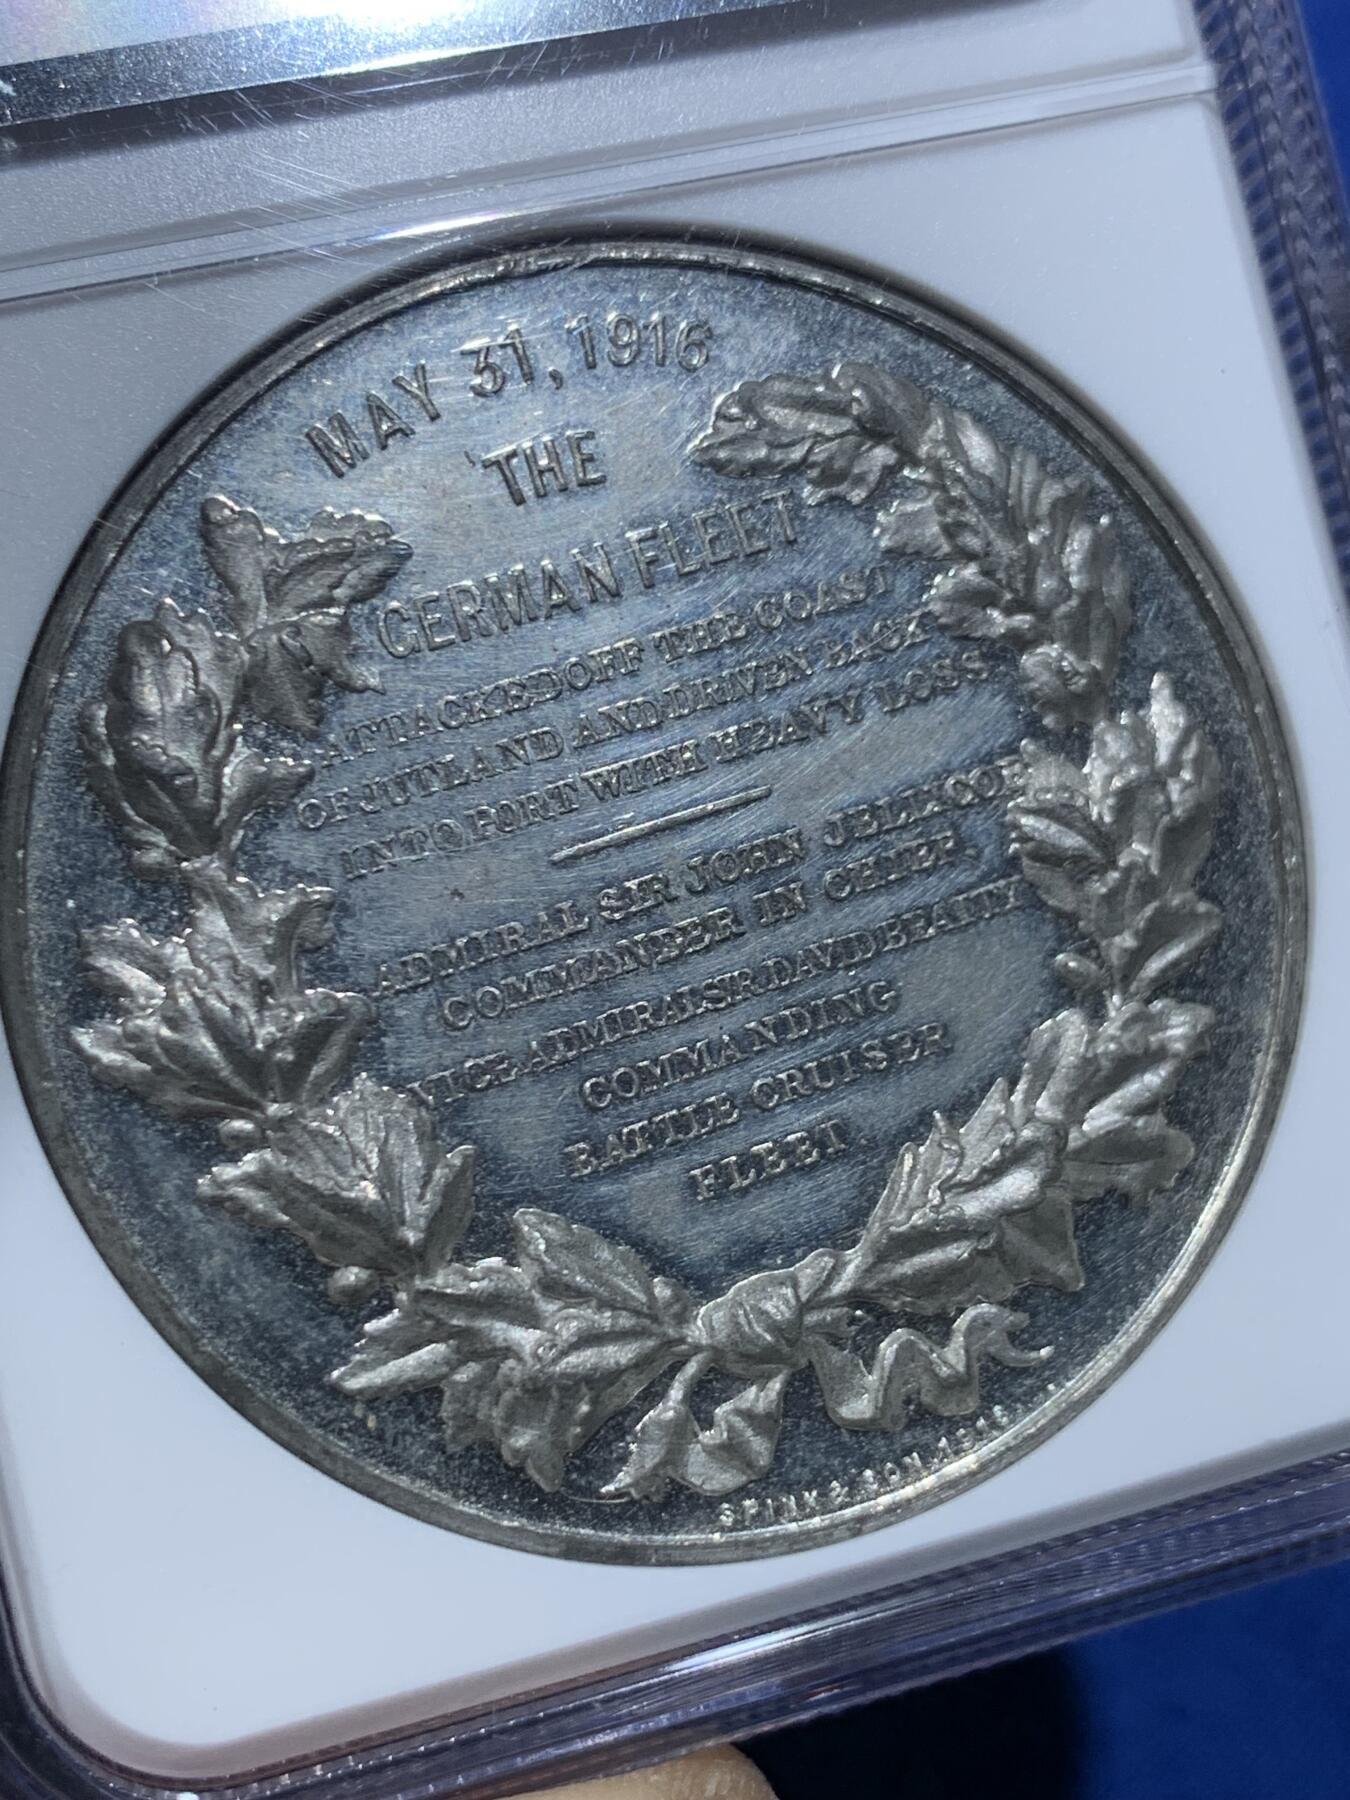 MAY 31, 1916
THE
GERMAN FLEET
ATTACKED OFF THE COAST
OF JUTLAND AND DRIVEN BACK
INTO PORT WITH HEAVY LOSS
ADMIRAL SIR JOHN JELLICOE
COMMANDER IN CHIEF.
VICE ADMIRAL SIR DAVID BEATTY
COMMANDING
BATTLE CRUISER
FLEET.
SPINK & SON. 1916.